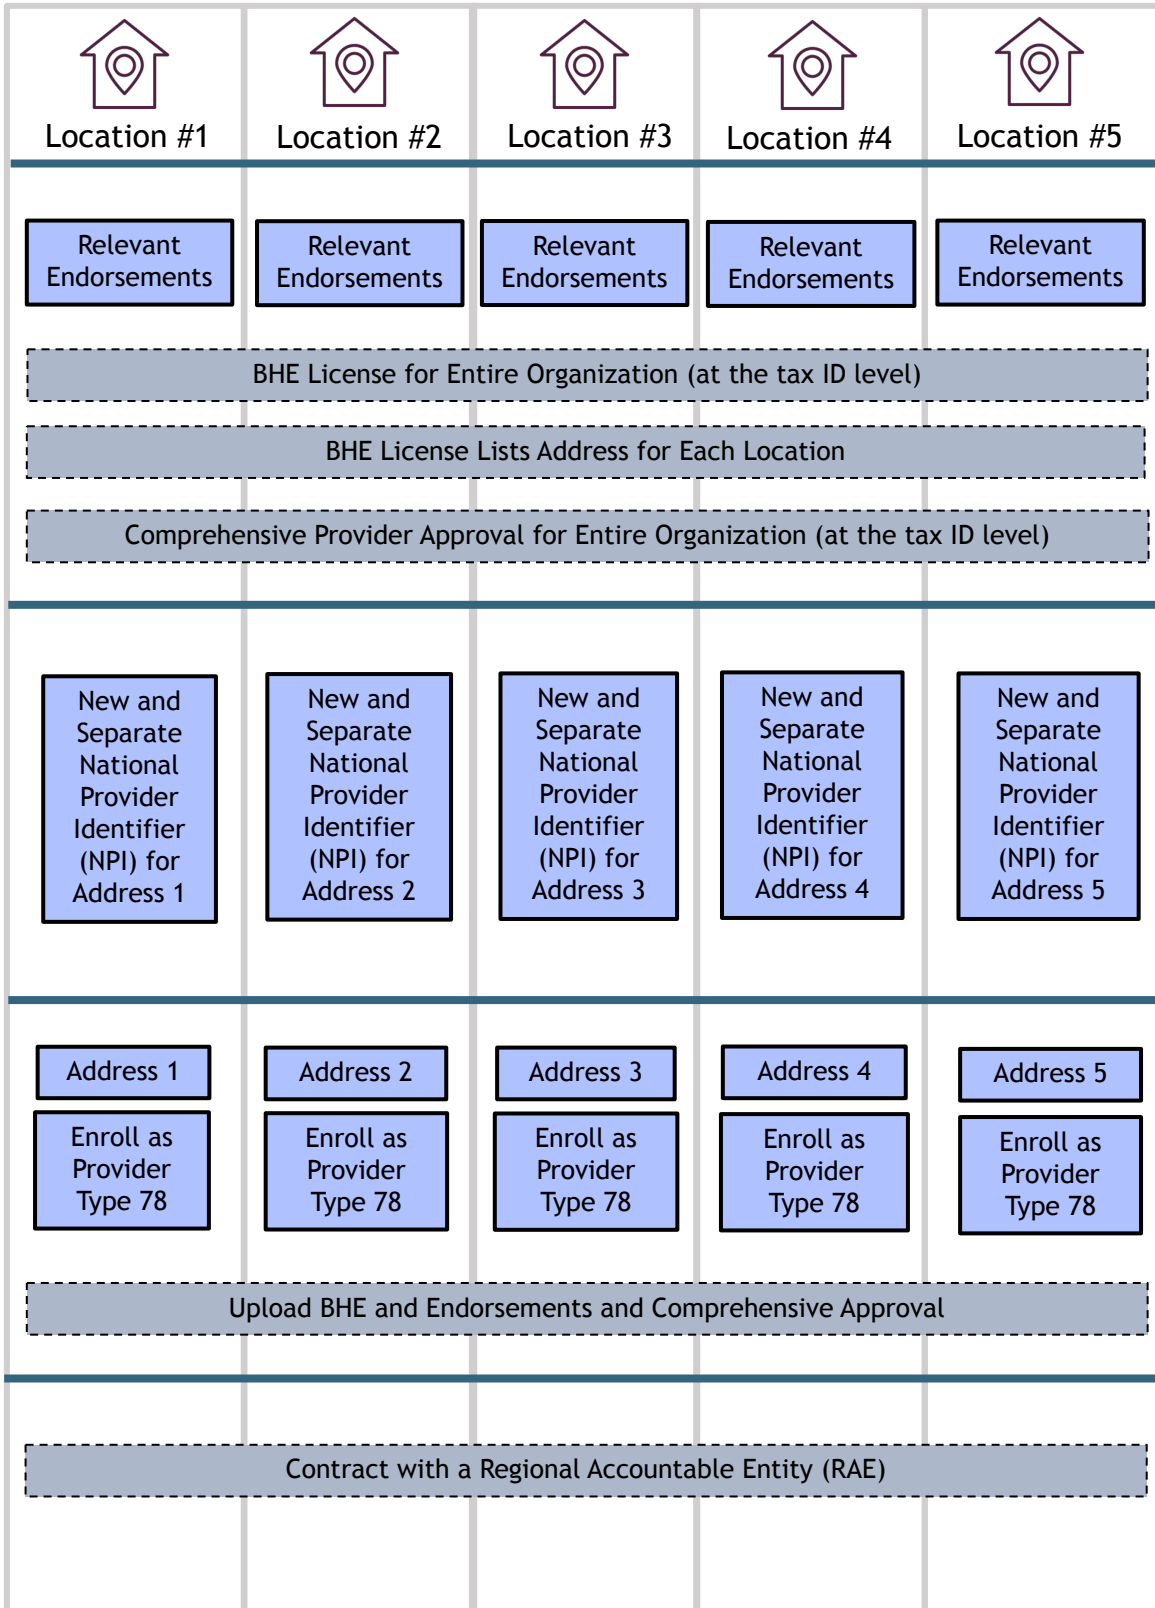 Location #1
Location #2
Location #3
Location #4
Location #5
Relevant
Endorsements
Relevant
Endorsements
Relevant
Endorsements
Relevant
Endorsements
Relevant
Endorsements
BHE License for Entire Organization (at the tax ID level)
BHE License Lists Address for Each Location
Comprehensive Provider Approval for Entire Organization (at the tax ID level)
New and
Separate
National
Provider
Identifier
(NPI) for
Address 1
New and
Separate
National
Provider
Identifier
(NPI) for
Address 2
New and
Separate
National
Provider
Identifier
(NPI) for
Address 3
New and
Separate
National
Provider
Identifier
(NPI) for
Address 4
New and
Separate
National
Provider
Identifier
(NPI) for
Address 5
Address 1
Address 2
Address 3
Address 4
Address 5
Enroll as
Provider
Type 78
Enroll as
Provider
Type 78
Enroll as
Provider
Type 78
Enroll as
Provider
Type 78
Enroll as
Provider
Type 78
Upload BHE and Endorsements and Comprehensive Approval
Contract with a Regional Accountable Entity (RAE)